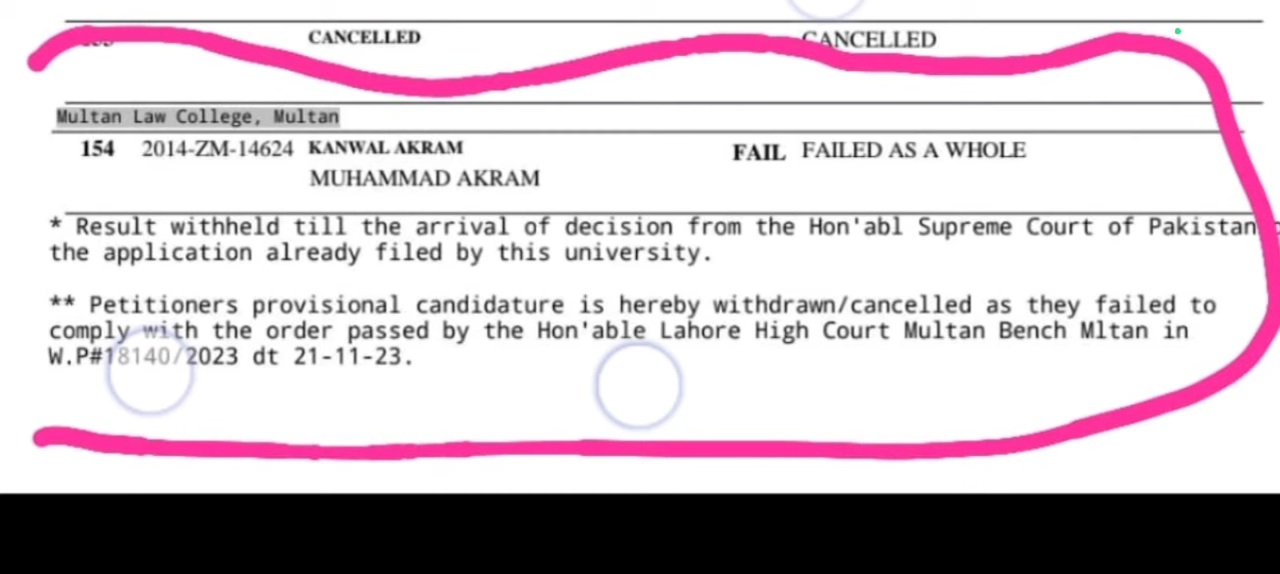 CANCELLED CANCELLED
Multan Law College, Multan
154 2014-ZM-14624 KANWAL AKRAM FAIL FAILED AS A WHOLE
MUHAMMAD AKRAM
* Result withheld till the arrival of decision from the Hon'abl Supreme Court of Pakistan
the application already filed by this university.
** Petitioners provisional candidature is hereby withdrawn/cancelled as they failed to
comply with the order passed by the Hon'able Lahore High Court Multan Bench Mltan in
W.P#18140/2023 dt 21-11-23.